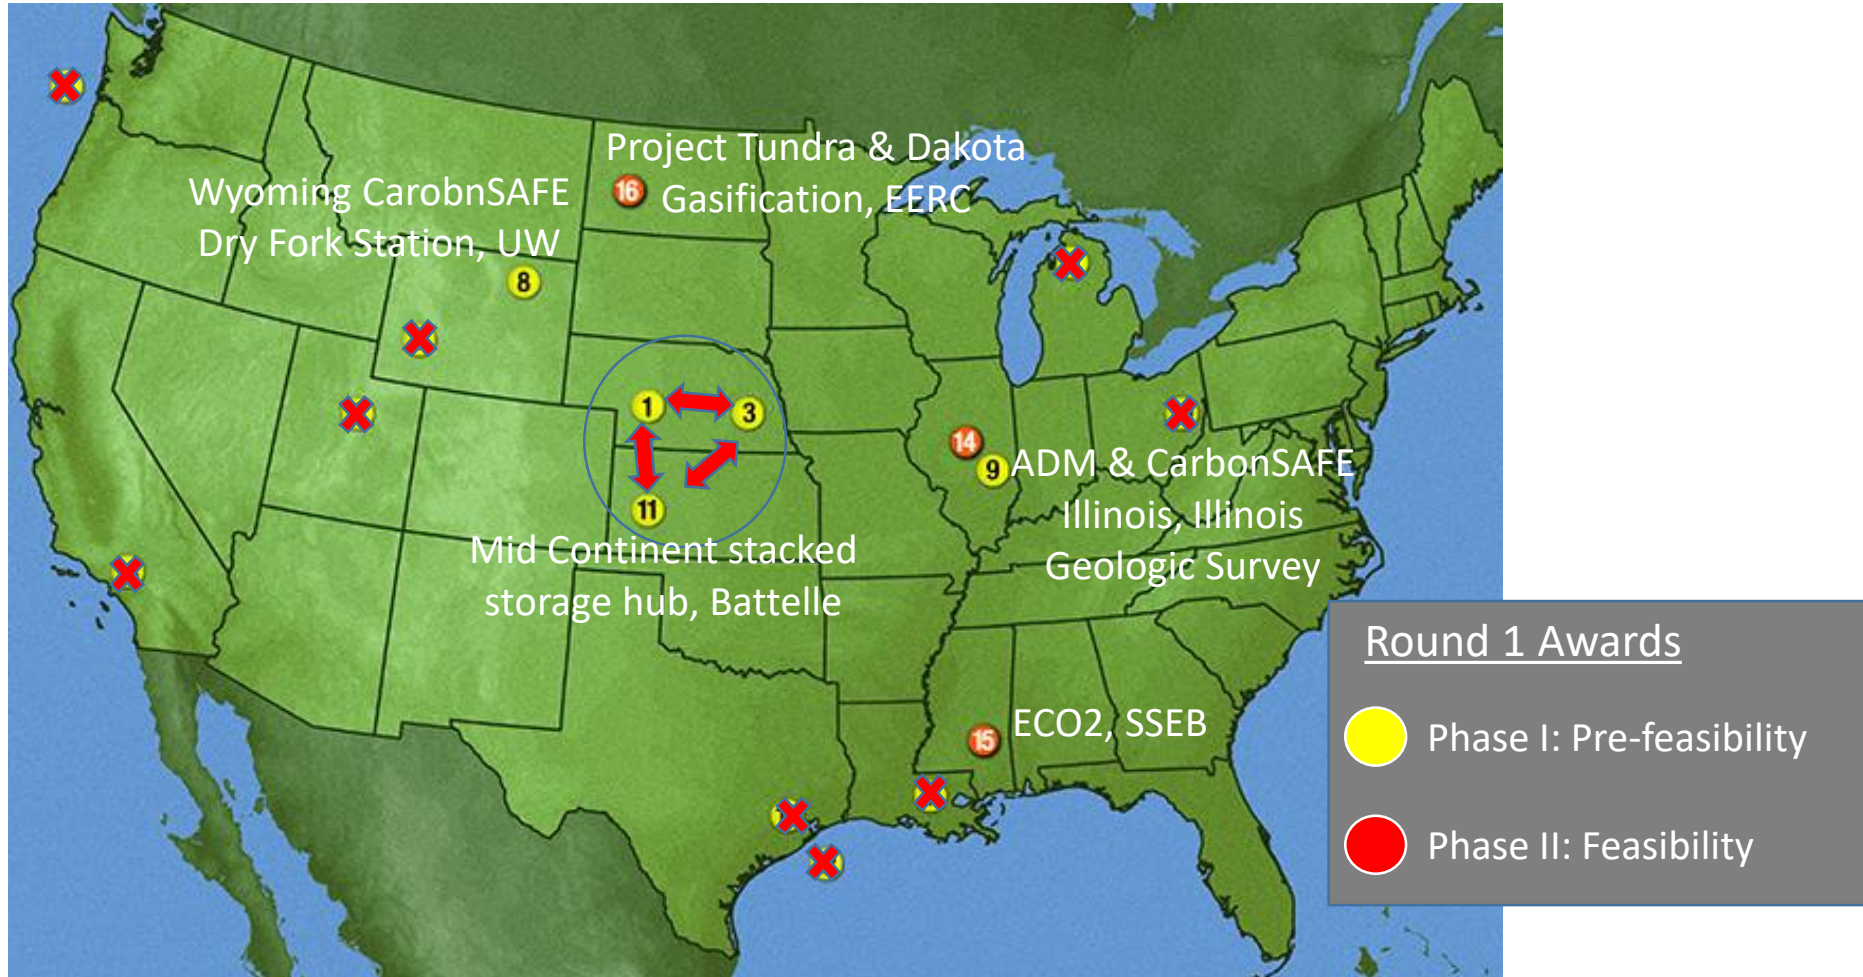 Project Tundra & Dakota
Gasification, EERC
16
Wyoming CarobnSAFE
Dry Fork Station, UW
8
1
3
11
Mid Continent stacked
storage hub, Battelle
14
9
ADM & CarbonSAFE
Illinois, Illinois
Geologic Survey
15
ECO2, SSEB
Round 1 Awards
Phase I: Pre-feasibility
Phase II: Feasibility